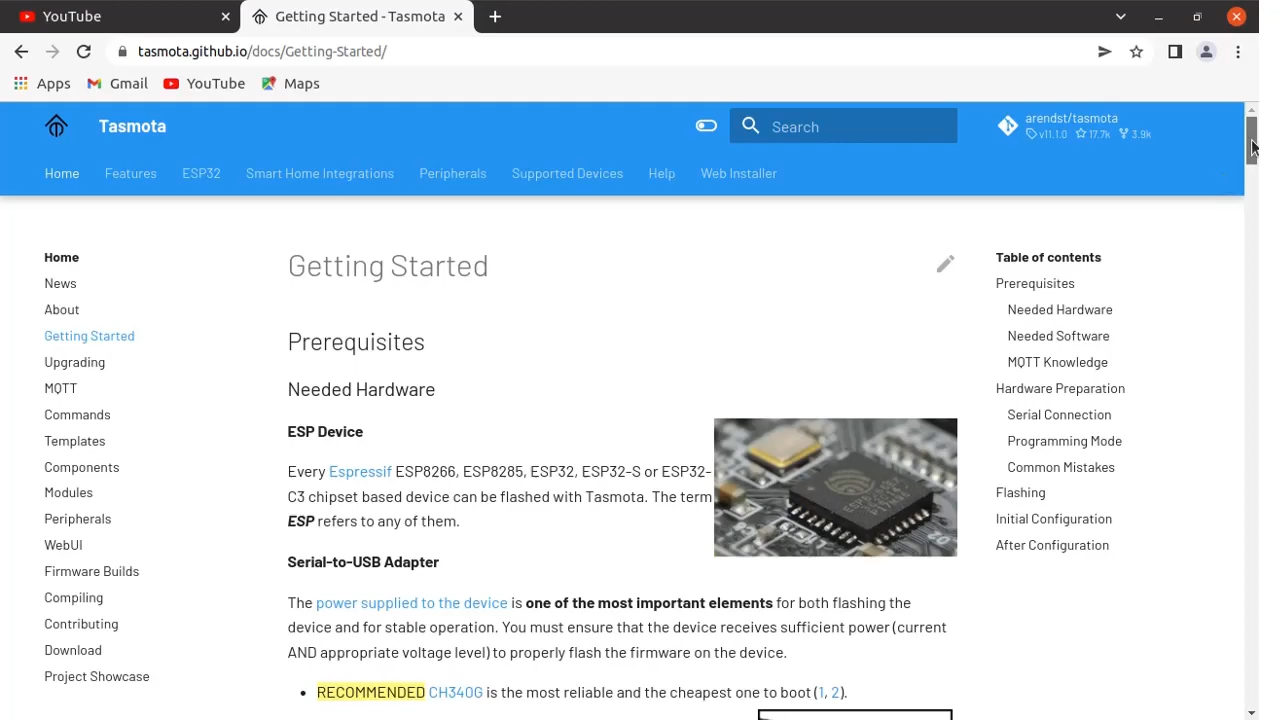 YouTube
Getting Started - Tasmota
tasmota.github.io/docs/Getting-Started/
Apps
Gmail
YouTube
Maps
Tasmota
Search
arendst/tasmota
v11.1.0 17.7k 3.9k
Home
Features
ESP32
Smart Home Integrations
Peripherals
Supported Devices
Help
Web Installer
Home
News
About
Getting Started
Upgrading
MQTT
Commands
Templates
Components
Modules
Peripherals
WebUI
Firmware Builds
Compiling
Contributing
Download
Project Showcase
Getting Started
Prerequisites
Needed Hardware
ESP Device
Every Espressif ESP8266, ESP8285, ESP32, ESP32-S or ESP32-
C3 chipset based device can be flashed with Tasmota. The term
ESP refers to any of them.
Serial-to-USB Adapter
The power supplied to the device is one of the most important elements for both flashing the
device and for stable operation. You must ensure that the device receives sufficient power (current
AND appropriate voltage level) to properly flash the firmware on the device.
• RECOMMENDED CH340G is the most reliable and the cheapest one to boot (1, 2).
Table of contents
Prerequisites
Needed Hardware
Needed Software
MQTT Knowledge
Hardware Preparation
Serial Connection
Programming Mode
Common Mistakes
Flashing
Initial Configuration
After Configuration